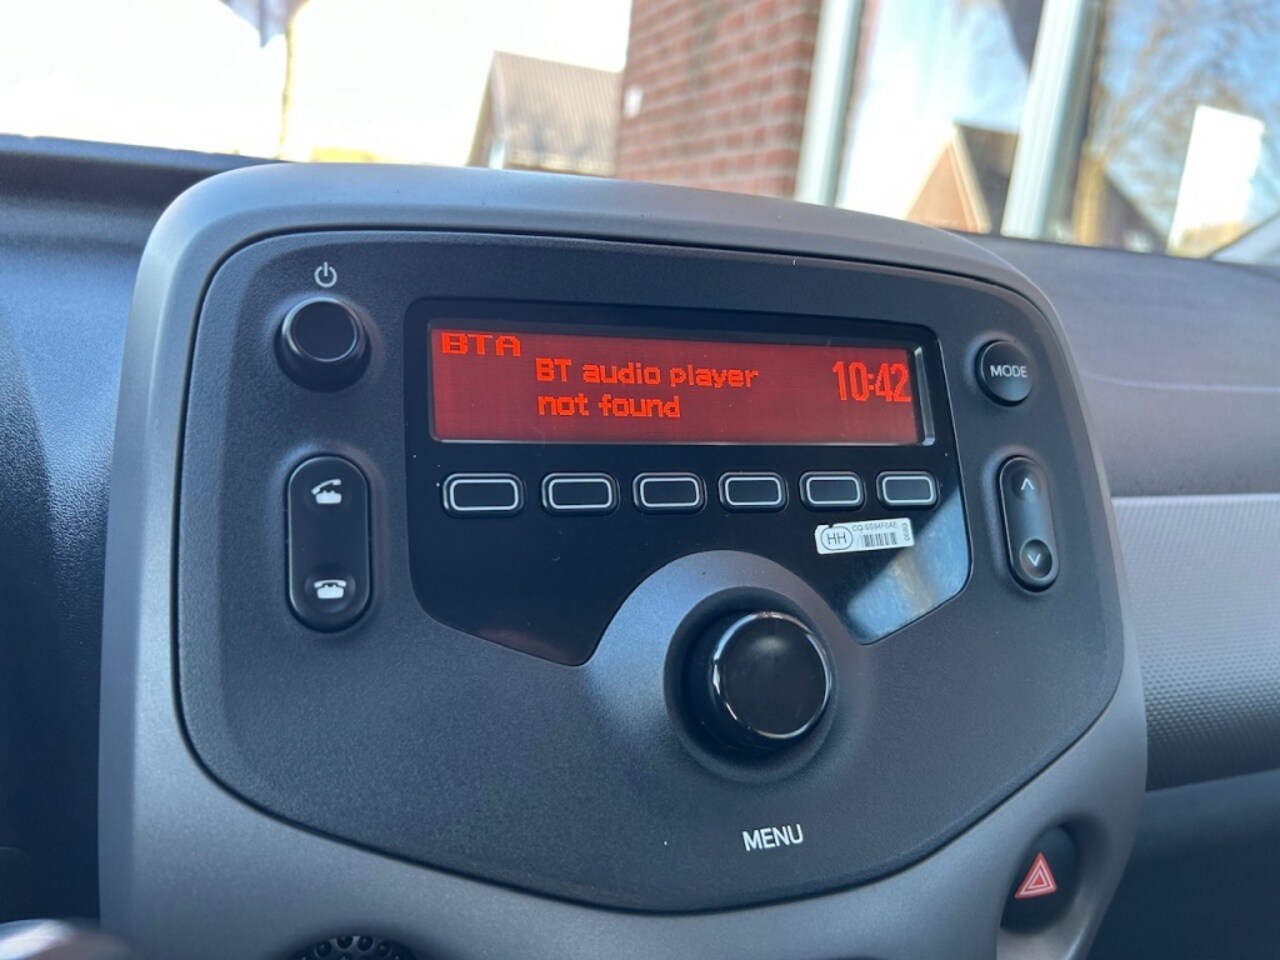 BTA
BT audio player
not found
10:42
MODE
HH
MENU